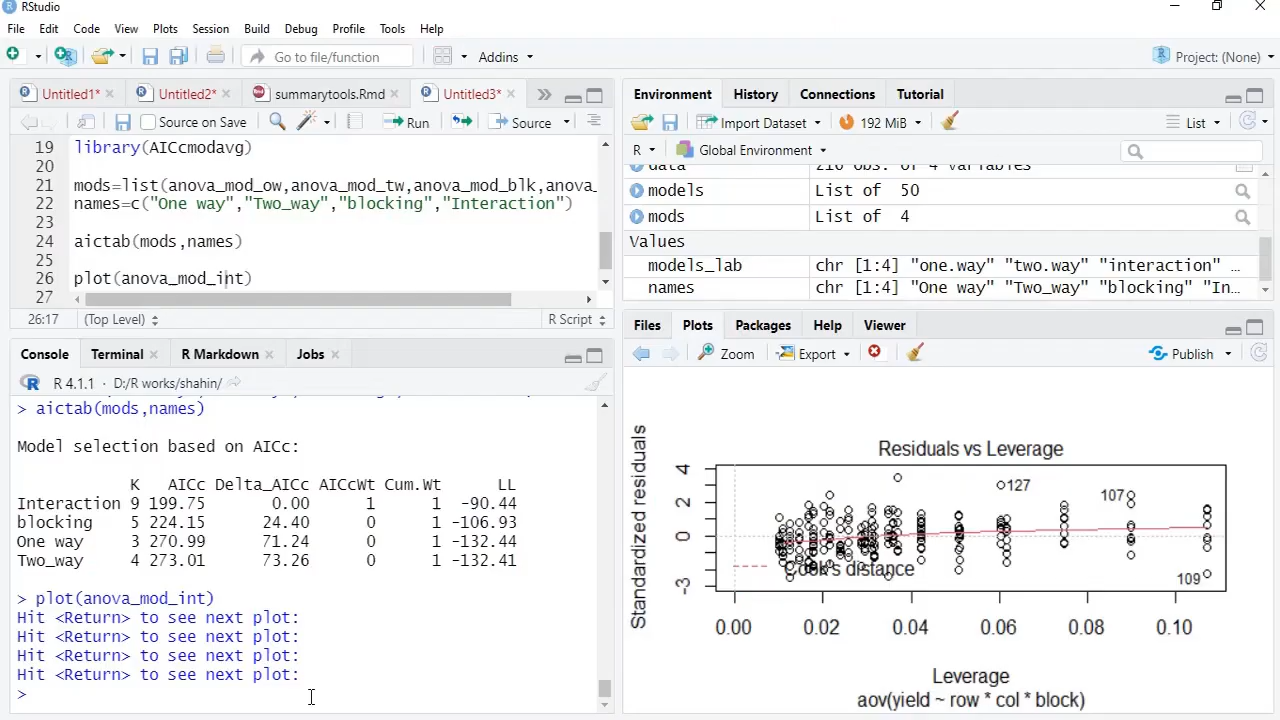 RStudio
File Edit Code View Plots Session Build Debug Profile Tools Help
Go to file/function Addins Project: (None)
Untitled1* Untitled2* summarytools.Rmd Untitled3*
Source on Save Run Source
19 library(AICcmodavg)
20
21 mods=list(anova_mod_ow,anova_mod_tw,anova_mod_blk,anova_
22 names=c("One way","Two_way","blocking","Interaction")
23
24 aictab(mods,names)
25
26 plot(anova_mod_int)
27
26:17 (Top Level) R Script
Console Terminal R Markdown Jobs
R 4.1.1 · D:/R works/shahin/
> aictab(mods,names)
Model selection based on AICc:
K AICc Delta_AICc AICcWt Cum.Wt LL
Interaction 9 199.75 0.00 1 1 -90.44
blocking 5 224.15 24.40 0 1 -106.93
One way 3 270.99 71.24 0 1 -132.44
Two_way 4 273.01 73.26 0 1 -132.41
> plot(anova_mod_int)
Hit <Return> to see next plot:
Hit <Return> to see next plot:
Hit <Return> to see next plot:
Hit <Return> to see next plot:
>
Environment History Connections Tutorial
Import Dataset 192 MiB List
R Global Environment
data 216 obs. of 4 variables
models List of 50
mods List of 4
Values
models_lab chr [1:4] "one.way" "two.way" "interaction" …
names chr [1:4] "One way" "Two_way" "blocking" "In…
Files Plots Packages Help Viewer
Zoom Export Publish
Residuals vs Leverage
Standardized residuals
4
2
0
-3
127
107
109
Cook's distance
0.00 0.02 0.04 0.06 0.08 0.10
Leverage
aov(yield ~ row * col * block)